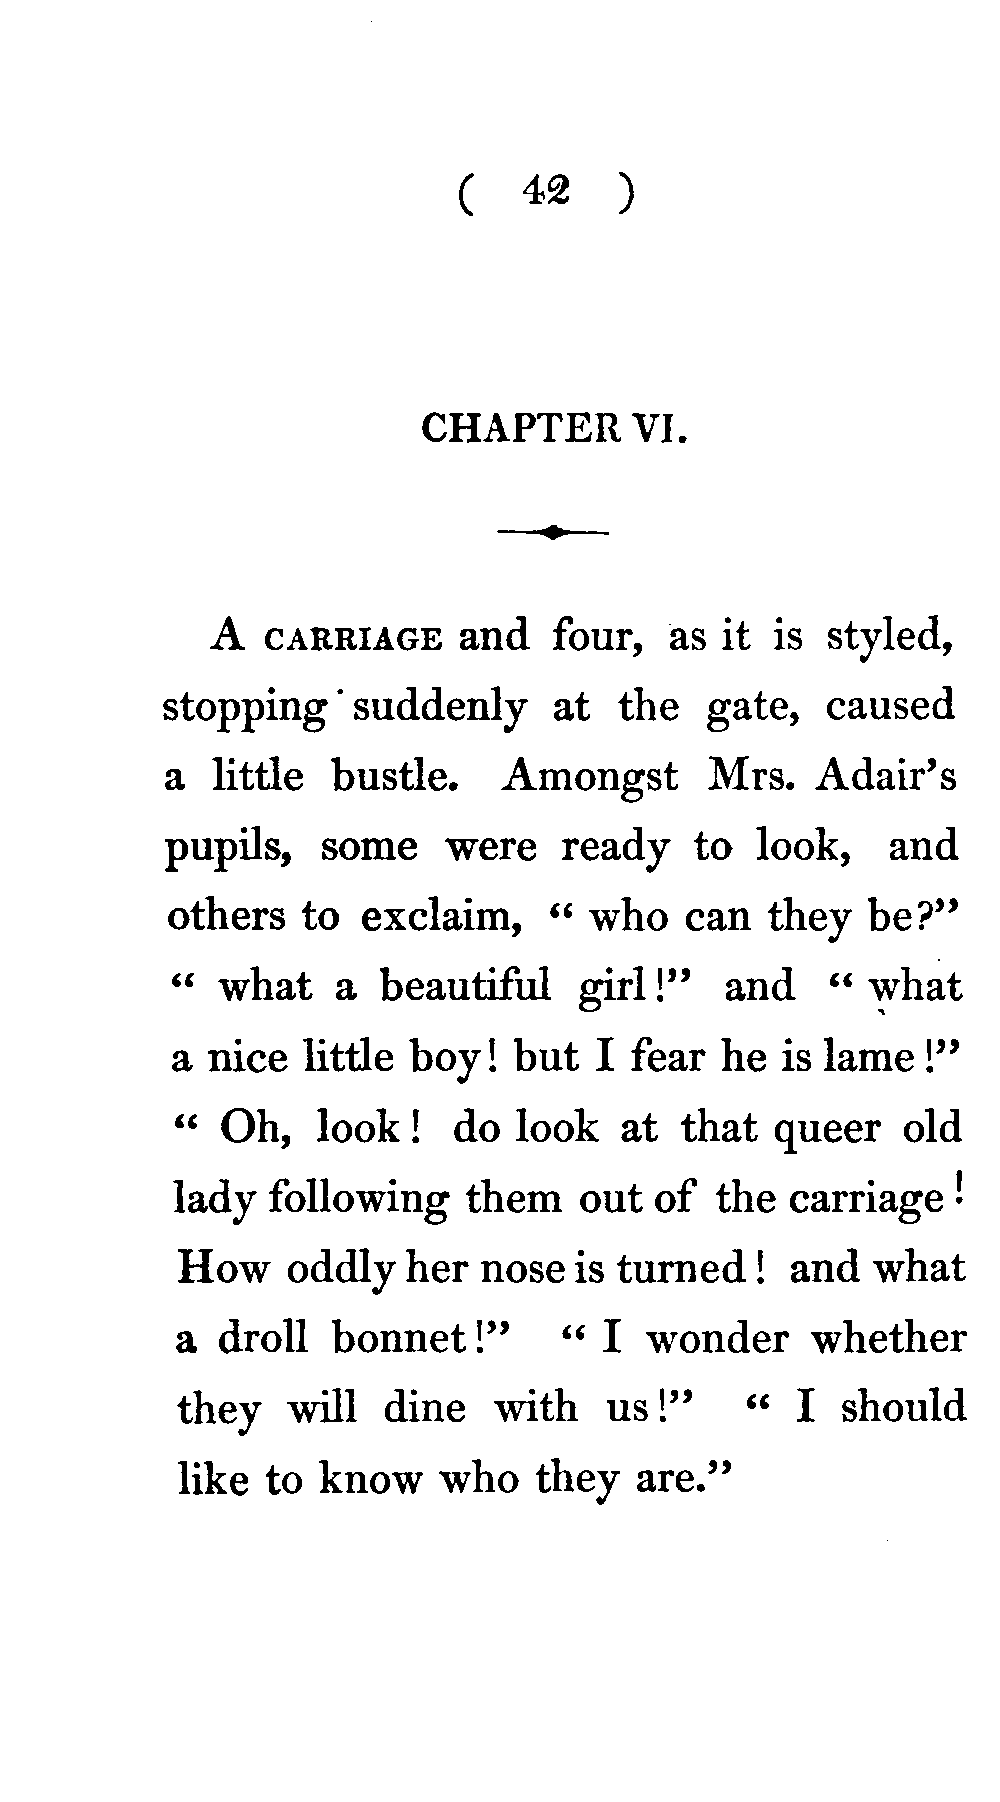 ( 42 )
CHAPTER VI.
A CARRIAGE and four, as it is styled,
stopping suddenly at the gate, caused
a little bustle. Amongst Mrs. Adair's
pupils, some were ready to look, and
others to exclaim, “ who can they be?”
“ what a beautiful girl!” and “ what
a nice little boy! but I fear he is lame!”
“ Oh, look! do look at that queer old
lady following them out of the carriage!
How oddly her nose is turned! and what
a droll bonnet!” “ I wonder whether
they will dine with us!” “ I should
like to know who they are.”